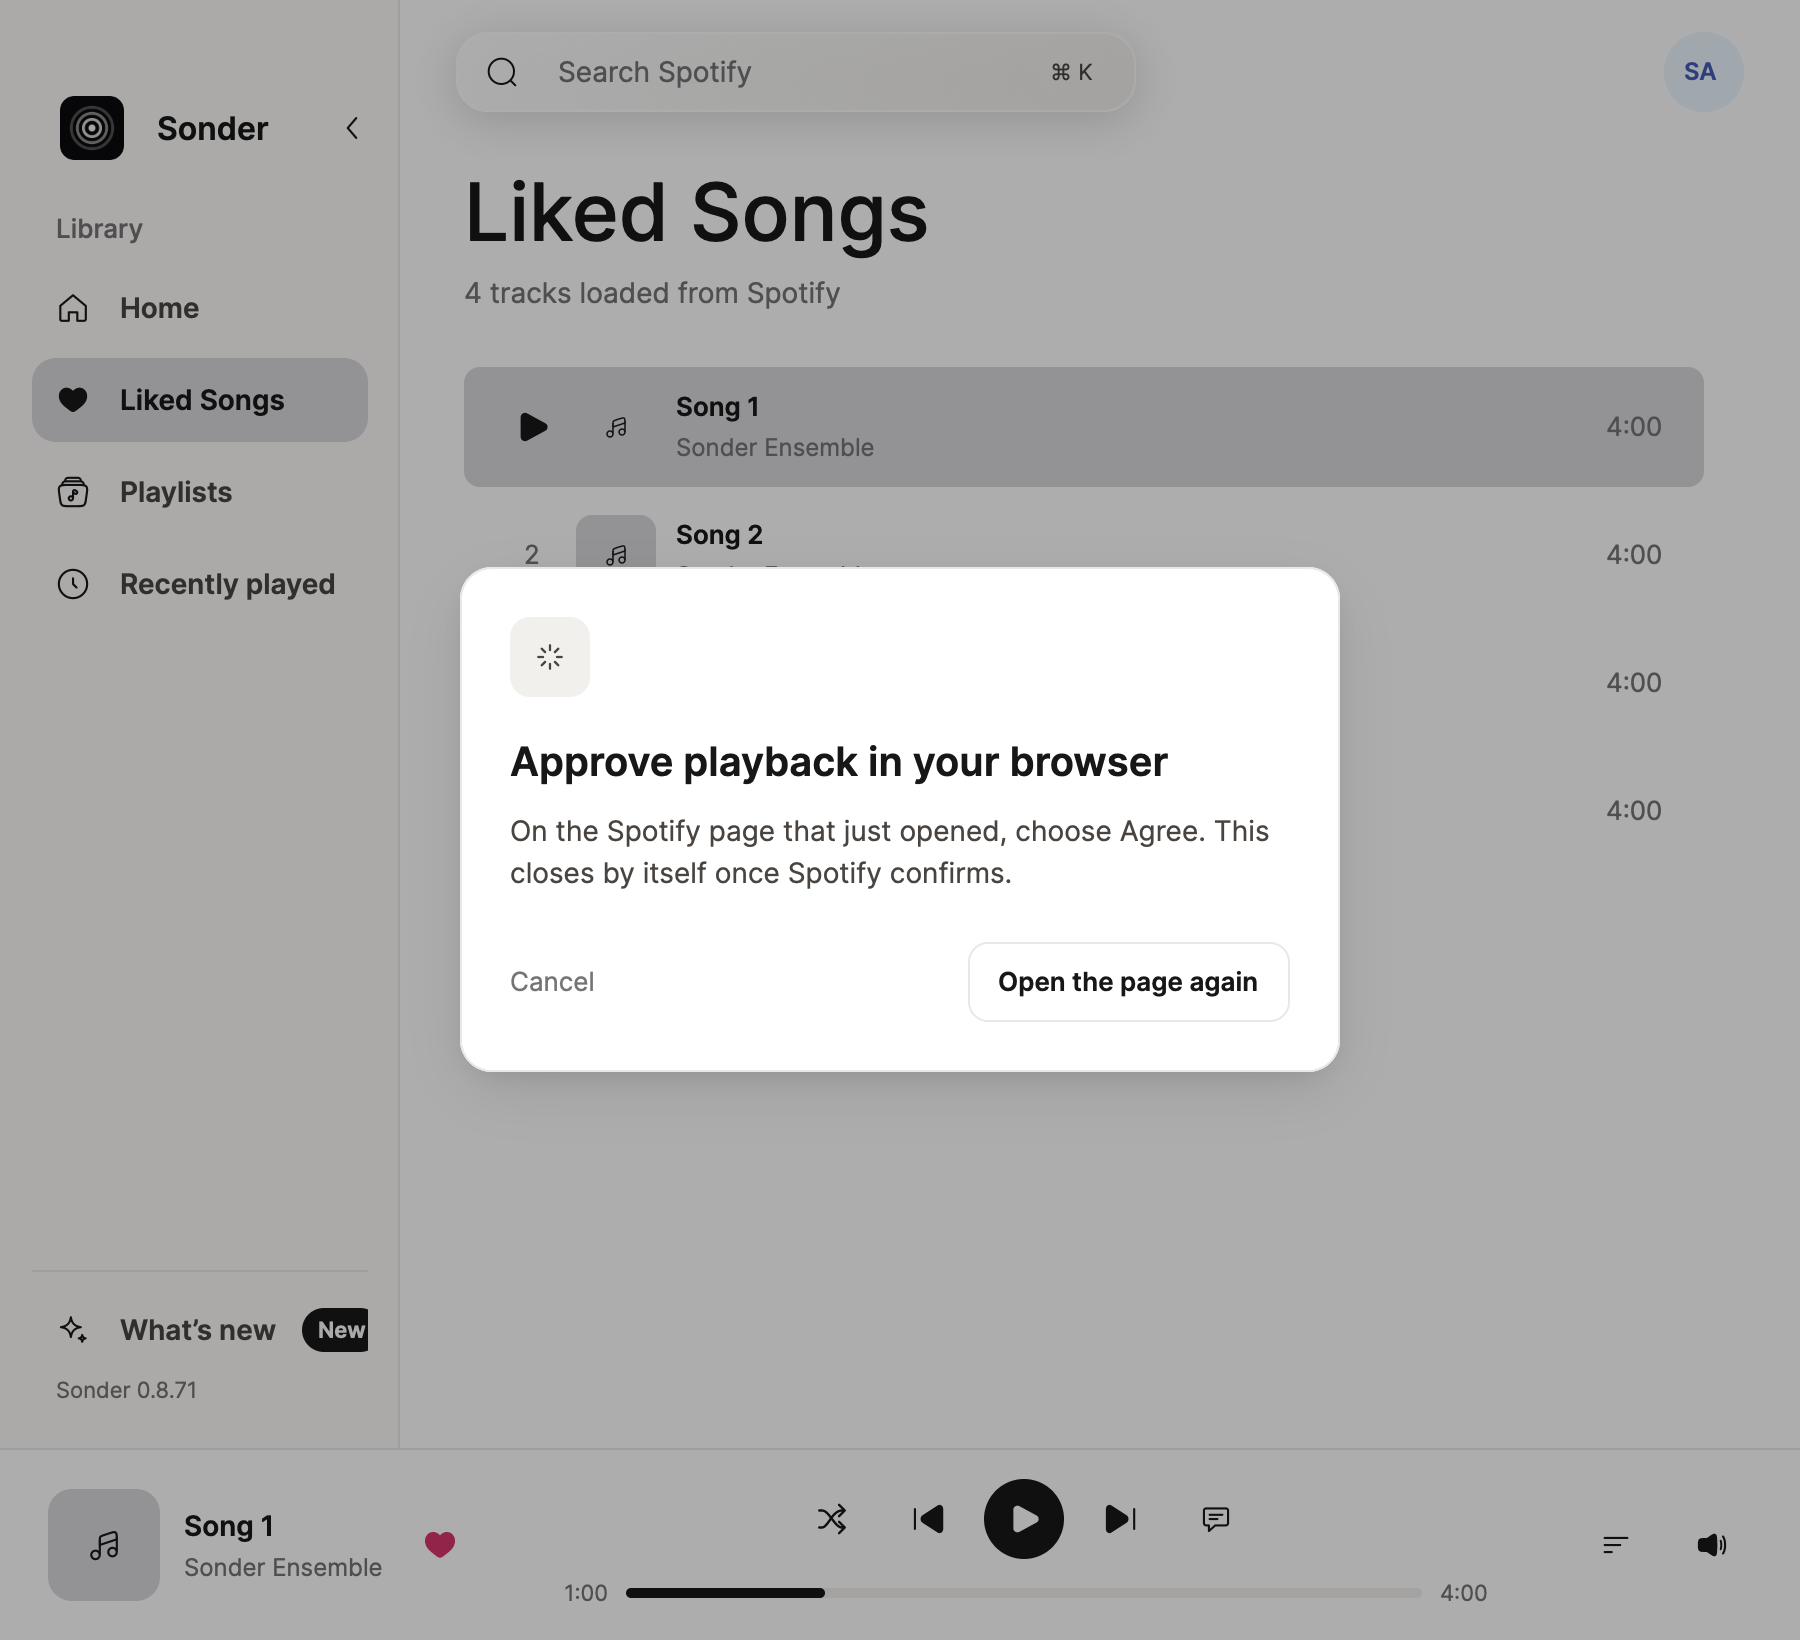 Search Spotify
⌘ K
SA
Sonder
Library
Home
Liked Songs
Playlists
Recently played
Liked Songs
4 tracks loaded from Spotify
Song 1
Sonder Ensemble
4:00
2
Song 2
4:00
4:00
4:00
Approve playback in your browser
On the Spotify page that just opened, choose Agree. This
closes by itself once Spotify confirms.
Cancel
Open the page again
What’s new
New
Sonder 0.8.71
Song 1
Sonder Ensemble
1:00
4:00